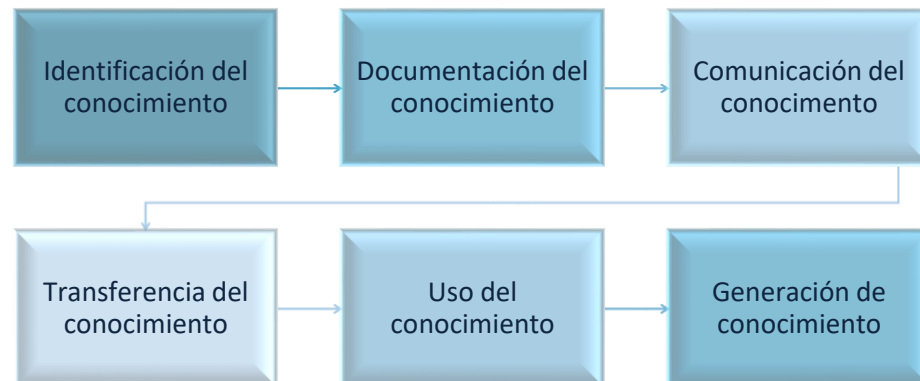 Identificación del
conocimiento
Documentación del
conocimiento
Comunicación del
conocimento
Transferencia del
conocimiento
Uso del
conocimiento
Generación de
conocimiento